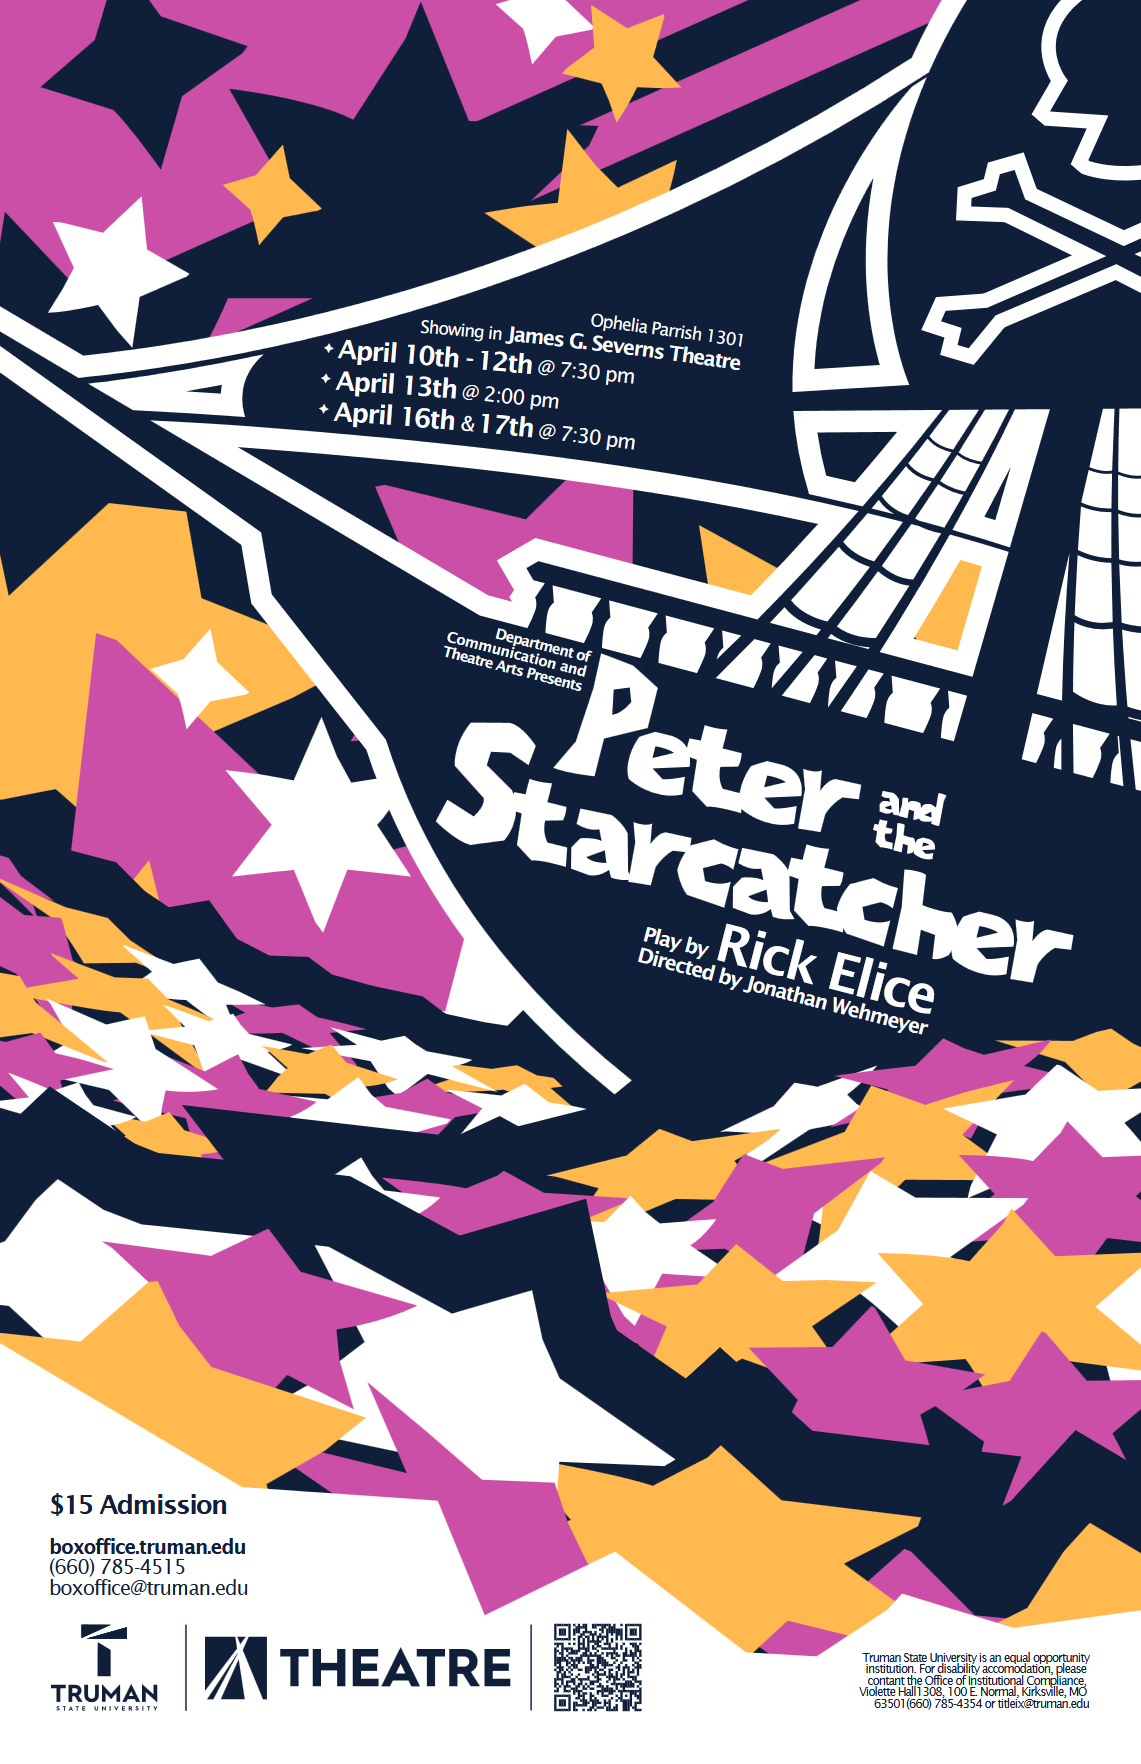 Ophelia Parrish 1301
Showing in James G. Severns Theatre
April 10th - 12th @ 7:30 pm
April 13th @ 2:00 pm
April 16th & 17th @ 7:30 pm
Department of
Communication and
Theatre Arts Presents
Peter and
the
Starcatcher
Play by Rick Elice
Directed by Jonathan Wehmeyer
$15 Admission
boxoffice.truman.edu
(660) 785-4515
boxoffice@truman.edu
TRUMAN
STATE UNIVERSITY
THEATRE
Truman State University is an equal opportunity
institution. For disability accomodation, please
contant the Office of Institutional Compliance,
Violette Hall1308, 100 E. Normal, Kirksville, MO
63501(660) 785-4354 or titleix@truman.edu